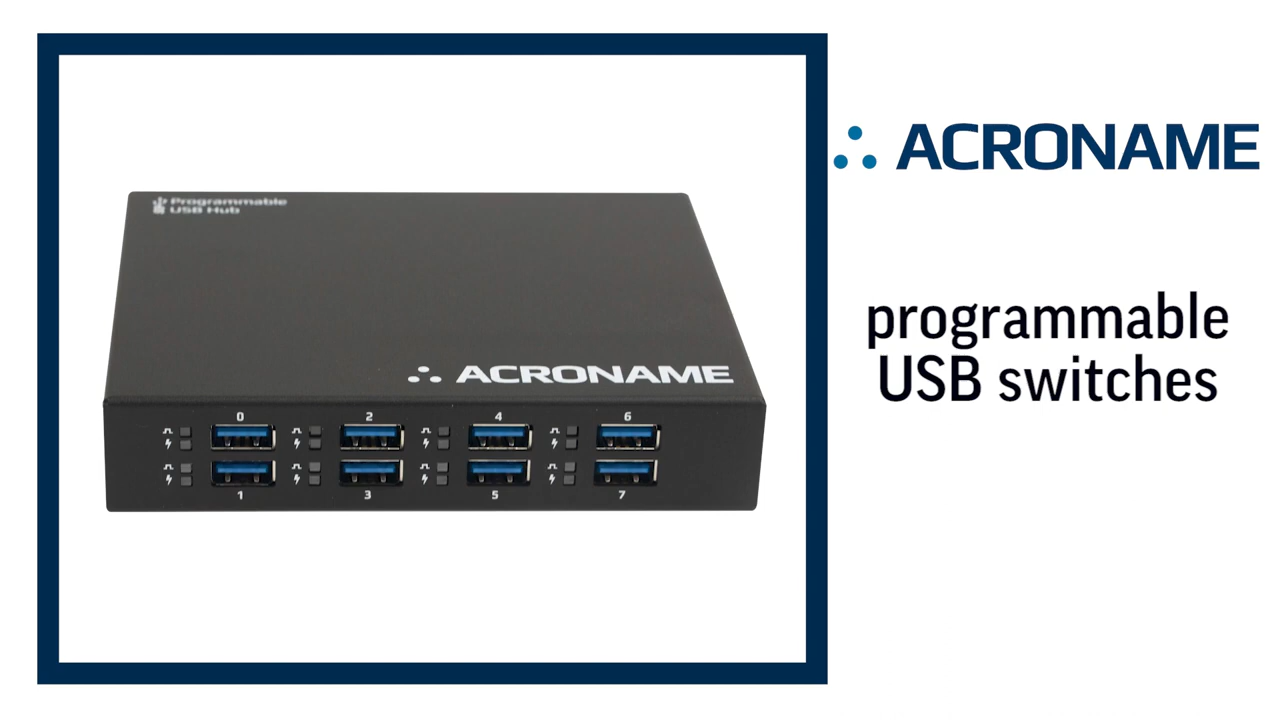 Programmable
USB Hub
ACRONAME
0 2 4 6
1 3 5 7
ACRONAME
programmable
USB switches